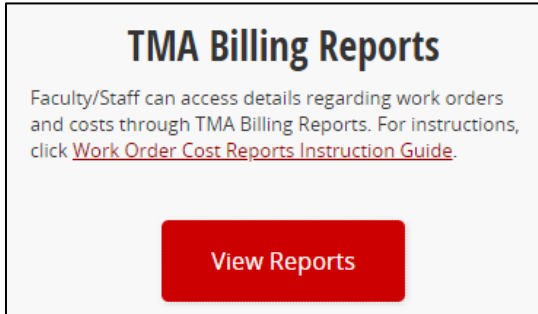 TMA Billing Reports
Faculty/Staff can access details regarding work orders
and costs through TMA Billing Reports. For instructions,
click Work Order Cost Reports Instruction Guide.
View Reports